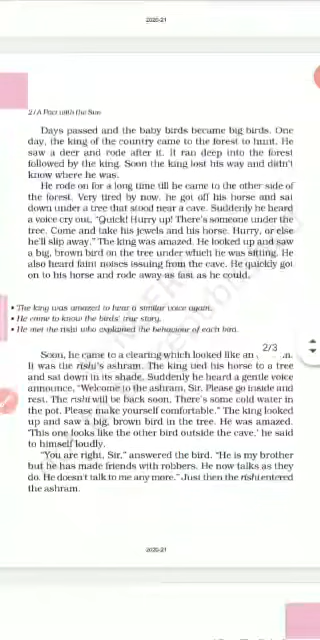 2020-21
2 / A Pact with the Sun
Days passed and the baby birds became big birds. One
day, the king of the country came to the forest to hunt. He
saw a deer and rode after it. It ran deep into the forest
followed by the king. Soon the king lost his way and didn't
know where he was.
He rode on for a long time till he came to the other side of
the forest. Very tired by now, he got off his horse and sat
down under a tree that stood near a cave. Suddenly he heard
a voice cry out, "Quick! Hurry up! There's someone under the
tree. Come and take his jewels and his horse. Hurry, or else
he'll slip away." The king was amazed. He looked up and saw
a big, brown bird on the tree under which he was sitting. He
also heard faint noises issuing from the cave. He quickly got
on to his horse and rode away as fast as he could.
• The king was amazed to hear a similar voice again.
• He came to know the birds' true story.
• He met the rishi who explained the behaviour of each bird.
2/3
Soon, he came to a clearing which looked like an
It was the rishi's ashram. The king tied his horse to a tree
and sat down in its shade. Suddenly he heard a gentle voice
announce, "Welcome to the ashram, Sir. Please go inside and
rest. The rishi will be back soon. There's some cold water in
the pot. Please make yourself comfortable." The king looked
up and saw a big, brown bird in the tree. He was amazed.
'This one looks like the other bird outside the cave,' he said
to himself loudly.
"You are right, Sir," answered the bird. "He is my brother
but he has made friends with robbers. He now talks as they
do. He doesn't talk to me any more." Just then the rishi entered
the ashram.
2020-21